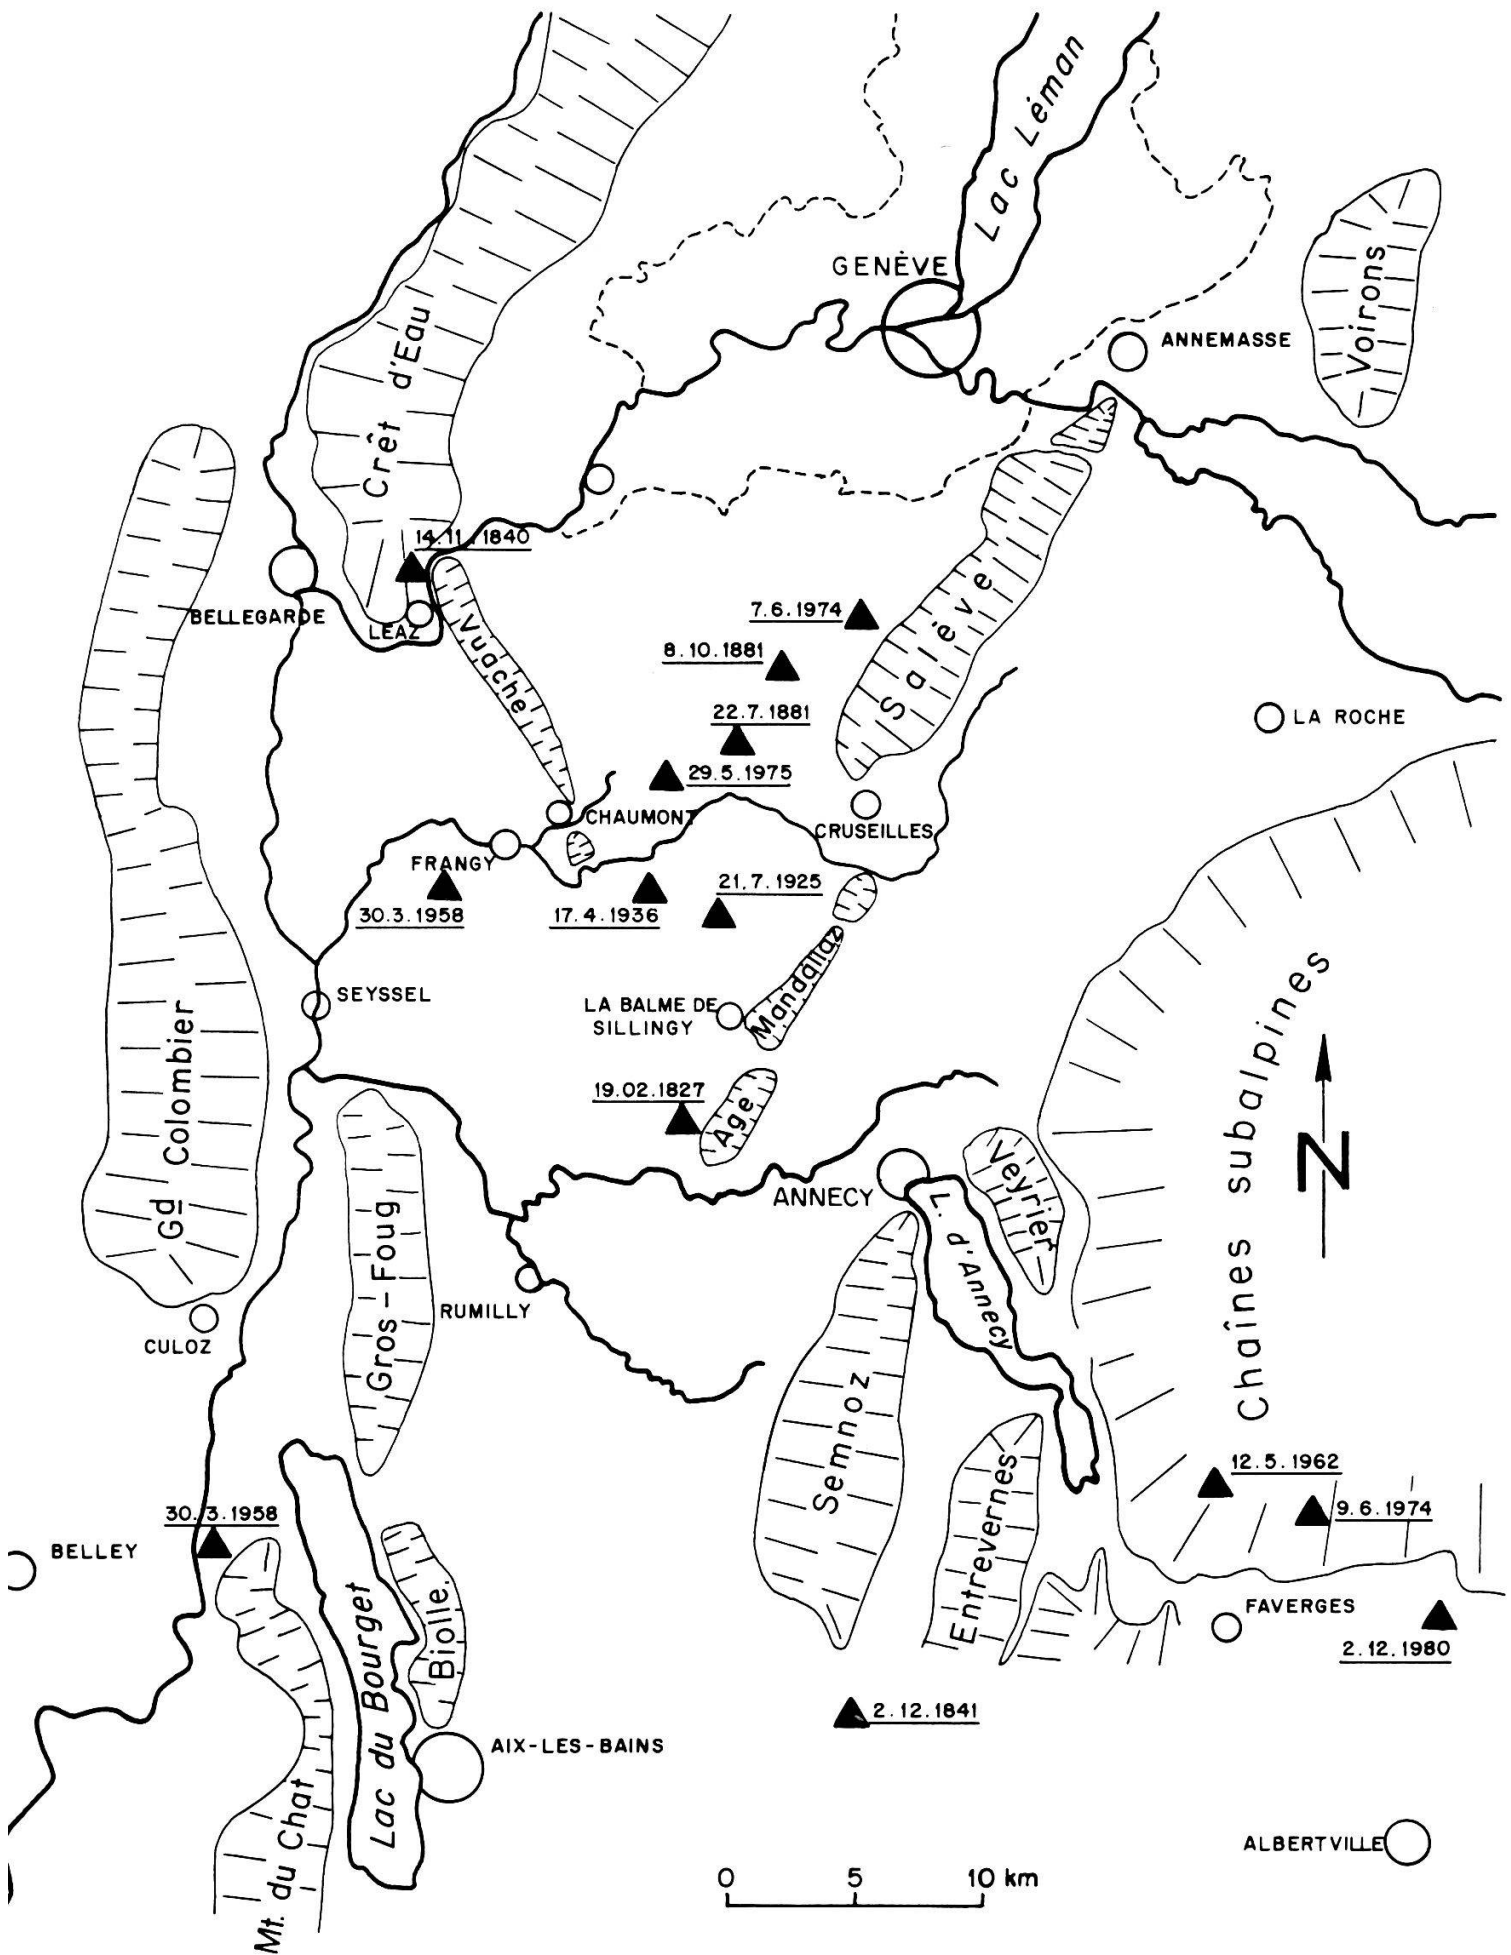 Lac Léman
GENÈVE
Voirons
ANNEMASSE
Crêt d'Eau
14.11.1840
BELLEGARDE
LEAZ
Vuache
7.6.1974
Salève
8.10.1881
22.7.1881
LA ROCHE
29.5.1975
CHAUMONT
CRUSEILLES
FRANGY
21.7.1925
30.3.1958
17.4.1936
Mandallaz
SEYSSEL
LA BALME DE
SILLINGY
Gd Colombier
Chaînes subalpines
19.02.1827
Age
N
Veyrier
ANNECY
L. d'Annecy
Gros-Foug
RUMILLY
CULOZ
Semnoz
12.5.1962
Entrevernes
30.3.1958
9.6.1974
BELLEY
Biolle.
FAVERGES
Lac du Bourget
2.12.1980
2.12.1841
AIX-LES-BAINS
Mt. du Chat
ALBERTVILLE
0 5 10 km